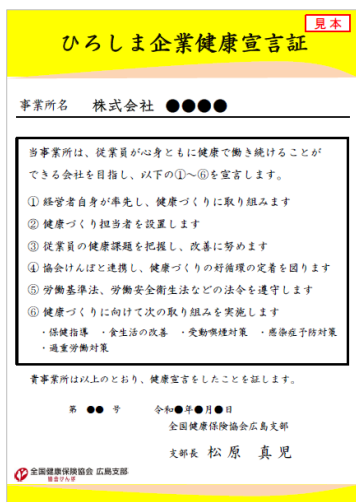 見本
ひろしま企業健康宣言証
事業所名　株式会社　●●●●
当事業所は、従業員が心身ともに健康で働き続けることが
できる会社を目指し、以下の①～⑥を宣言します。
① 経営者自身が率先し、健康づくりに取り組みます
② 健康づくり担当者を設置します
③ 従業員の健康課題を把握し、改善に努めます
④ 協会けんぽと連携し、健康づくりの好循環の定着を図ります
⑤ 労働基準法、労働安全衛生法などの法令を遵守します
⑥ 健康づくりに向けて次の取り組みを実施します
・保健指導　・食生活の改善　・受動喫煙対策　・感染症予防対策
・過重労働対策
貴事業所は以上のとおり、健康宣言をしたことを証します。
第　●●　号　　令和●年●月●日
全国健康保険協会広島支部
支部長　松原　真児
全国健康保険協会 広島支部
協会けんぽ